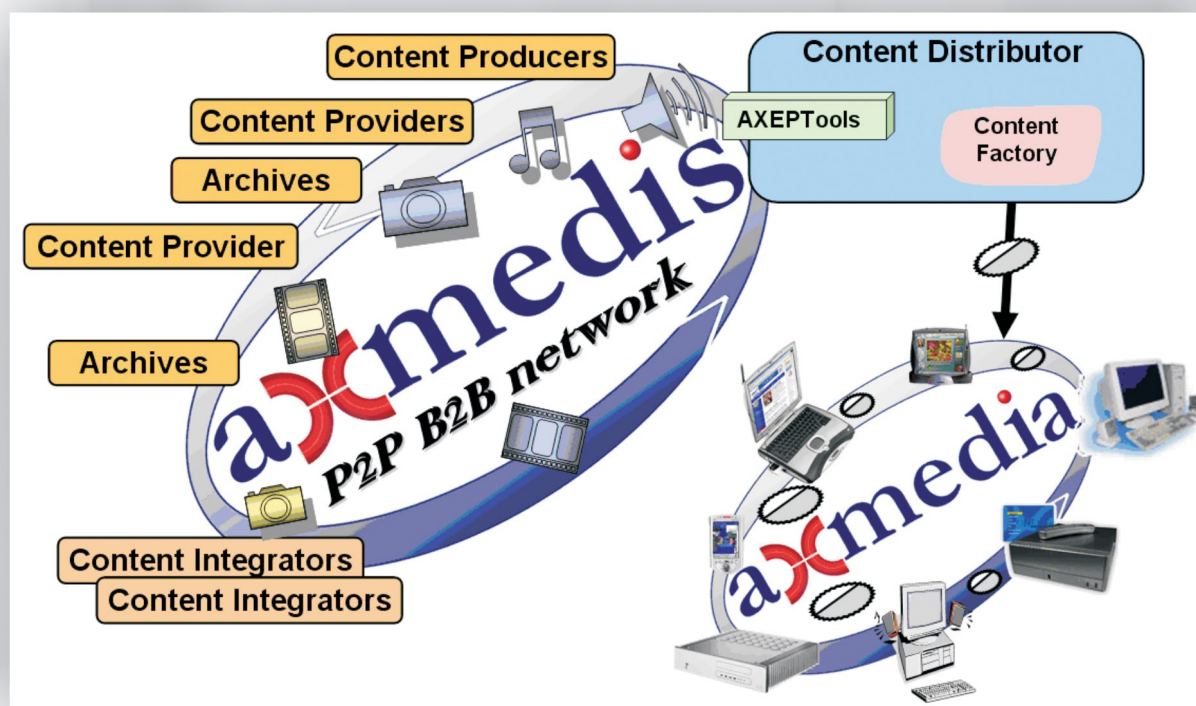 Content Producers
Content Distributor
Content Providers
AXEPTools
Content
Factory
Archives
Content Provider
Archives
axmedis
P2P B2B network
Content Integrators
Content Integrators
axmedia